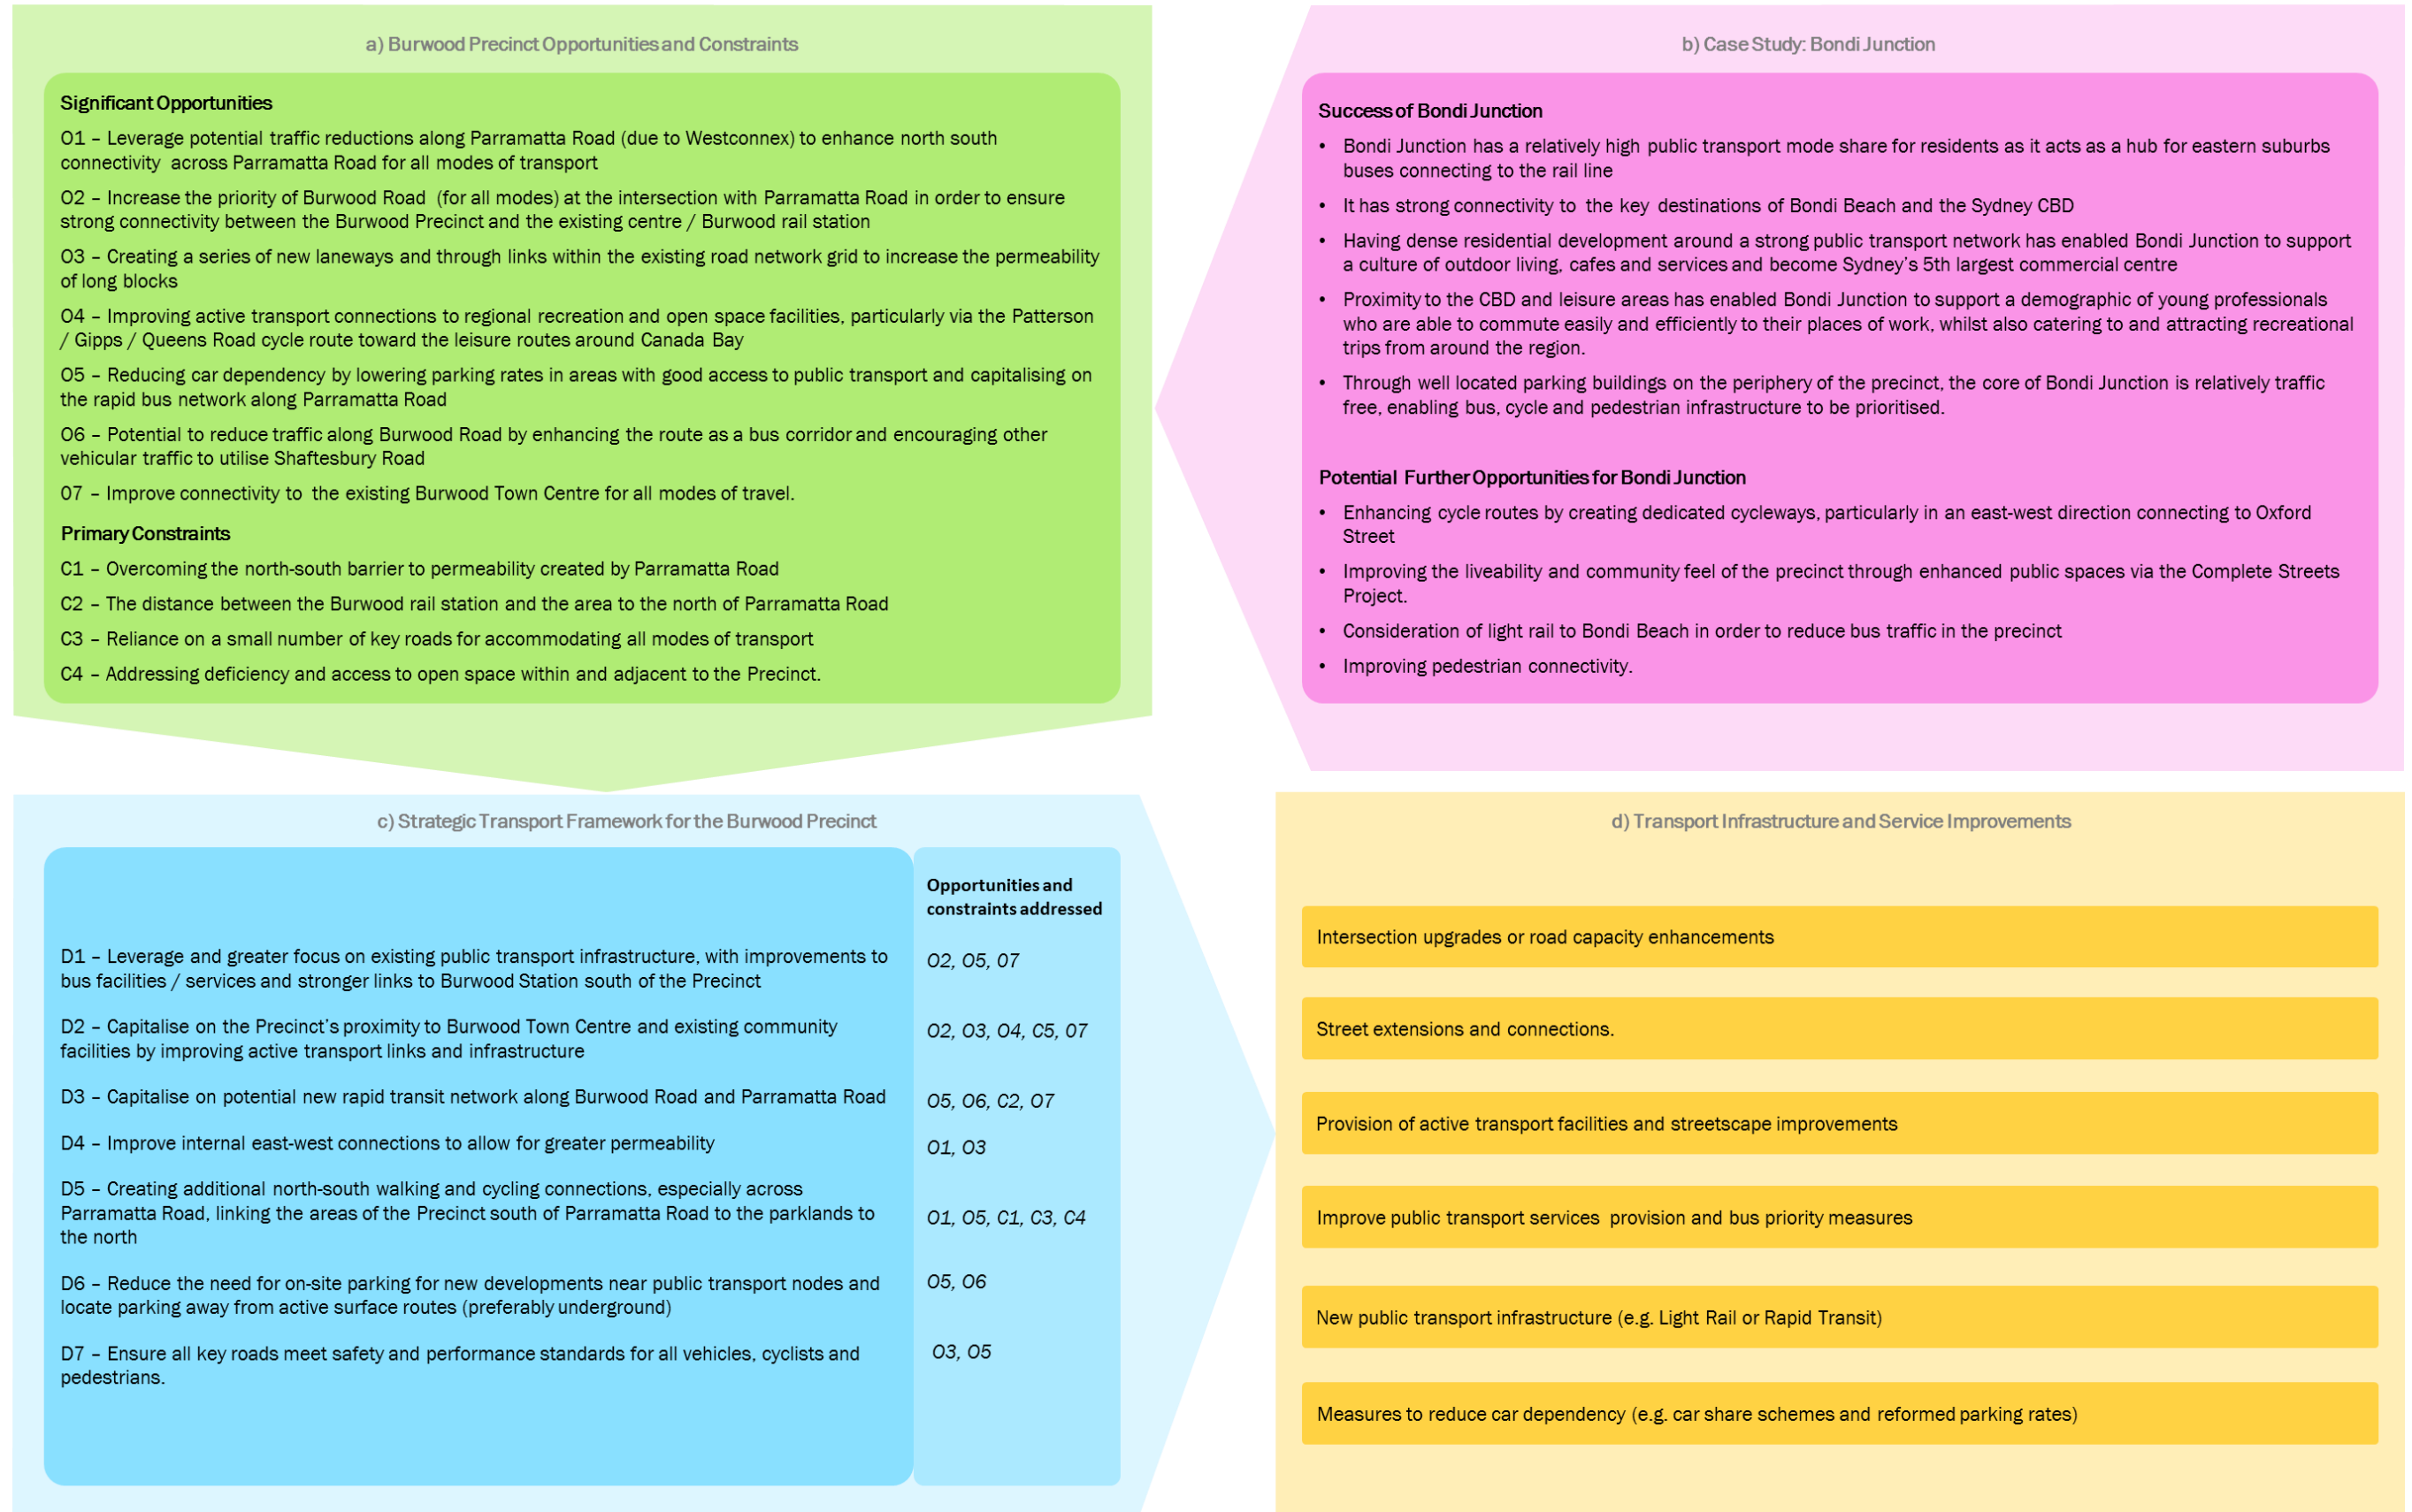 a) Burwood Precinct Opportunities and Constraints
Significant Opportunities
O1 – Leverage potential traffic reductions along Parramatta Road (due to Westconnex) to enhance north south
connectivity across Parramatta Road for all modes of transport
O2 – Increase the priority of Burwood Road (for all modes) at the intersection with Parramatta Road in order to ensure
strong connectivity between the Burwood Precinct and the existing centre / Burwood rail station
O3 – Creating a series of new laneways and through links within the existing road network grid to increase the permeability
of long blocks
O4 – Improving active transport connections to regional recreation and open space facilities, particularly via the Patterson
/ Gipps / Queens Road cycle route toward the leisure routes around Canada Bay
O5 – Reducing car dependency by lowering parking rates in areas with good access to public transport and capitalising on
the rapid bus network along Parramatta Road
O6 – Potential to reduce traffic along Burwood Road by enhancing the route as a bus corridor and encouraging other
vehicular traffic to utilise Shaftesbury Road
07 – Improve connectivity to the existing Burwood Town Centre for all modes of travel.
Primary Constraints
C1 – Overcoming the north-south barrier to permeability created by Parramatta Road
C2 – The distance between the Burwood rail station and the area to the north of Parramatta Road
C3 – Reliance on a small number of key roads for accommodating all modes of transport
C4 – Addressing deficiency and access to open space within and adjacent to the Precinct.
b) Case Study: Bondi Junction
Success of Bondi Junction
• Bondi Junction has a relatively high public transport mode share for residents as it acts as a hub for eastern suburbs
buses connecting to the rail line
• It has strong connectivity to the key destinations of Bondi Beach and the Sydney CBD
• Having dense residential development around a strong public transport network has enabled Bondi Junction to support
a culture of outdoor living, cafes and services and become Sydney's 5th largest commercial centre
• Proximity to the CBD and leisure areas has enabled Bondi Junction to support a demographic of young professionals
who are able to commute easily and efficiently to their places of work, whilst also catering to and attracting recreational
trips from around the region.
• Through well located parking buildings on the periphery of the precinct, the core of Bondi Junction is relatively traffic
free, enabling bus, cycle and pedestrian infrastructure to be prioritised.
Potential Further Opportunities for Bondi Junction
• Enhancing cycle routes by creating dedicated cycleways, particularly in an east-west direction connecting to Oxford
Street
• Improving the liveability and community feel of the precinct through enhanced public spaces via the Complete Streets
Project.
• Consideration of light rail to Bondi Beach in order to reduce bus traffic in the precinct
• Improving pedestrian connectivity.
c) Strategic Transport Framework for the Burwood Precinct
Opportunities and
constraints addressed
D1 – Leverage and greater focus on existing public transport infrastructure, with improvements to
bus facilities / services and stronger links to Burwood Station south of the Precinct
O2, O5, 07
D2 – Capitalise on the Precinct's proximity to Burwood Town Centre and existing community
facilities by improving active transport links and infrastructure
O2, O3, O4, C5, 07
D3 – Capitalise on potential new rapid transit network along Burwood Road and Parramatta Road
O5, O6, C2, O7
D4 – Improve internal east-west connections to allow for greater permeability
O1, O3
D5 – Creating additional north-south walking and cycling connections, especially across
Parramatta Road, linking the areas of the Precinct south of Parramatta Road to the parklands to
the north
O1, O5, C1, C3, C4
D6 – Reduce the need for on-site parking for new developments near public transport nodes and
locate parking away from active surface routes (preferably underground)
O5, O6
D7 – Ensure all key roads meet safety and performance standards for all vehicles, cyclists and
pedestrians.
O3, O5
d) Transport Infrastructure and Service Improvements
Intersection upgrades or road capacity enhancements
Street extensions and connections.
Provision of active transport facilities and streetscape improvements
Improve public transport services provision and bus priority measures
New public transport infrastructure (e.g. Light Rail or Rapid Transit)
Measures to reduce car dependency (e.g. car share schemes and reformed parking rates)